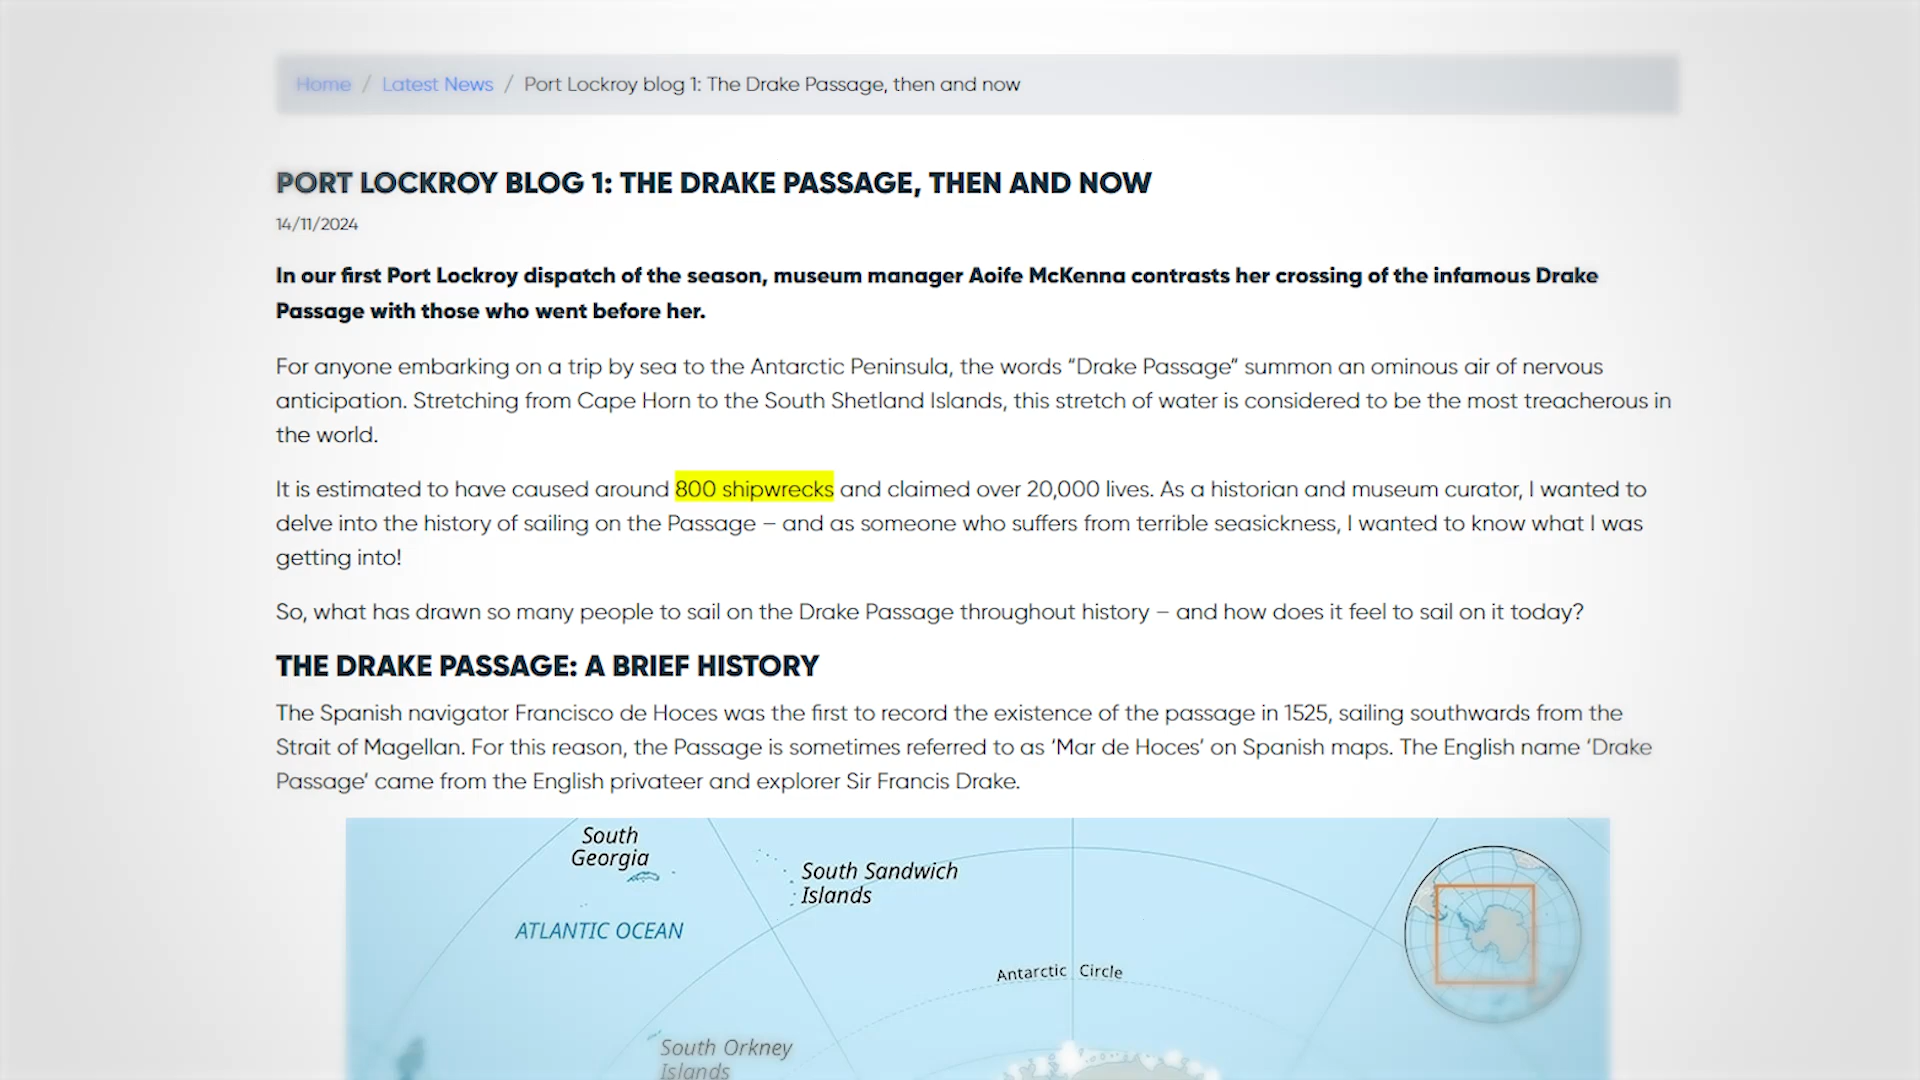 Home / Latest News / Port Lockroy blog 1: The Drake Passage, then and now
PORT LOCKROY BLOG 1: THE DRAKE PASSAGE, THEN AND NOW
14/11/2024
In our first Port Lockroy dispatch of the season, museum manager Aoife McKenna contrasts her crossing of the infamous Drake
Passage with those who went before her.
For anyone embarking on a trip by sea to the Antarctic Peninsula, the words “Drake Passage” summon an ominous air of nervous
anticipation. Stretching from Cape Horn to the South Shetland Islands, this stretch of water is considered to be the most treacherous in
the world.
It is estimated to have caused around 800 shipwrecks and claimed over 20,000 lives. As a historian and museum curator, I wanted to
delve into the history of sailing on the Passage – and as someone who suffers from terrible seasickness, I wanted to know what I was
getting into!
So, what has drawn so many people to sail on the Drake Passage throughout history – and how does it feel to sail on it today?
THE DRAKE PASSAGE: A BRIEF HISTORY
The Spanish navigator Francisco de Hoces was the first to record the existence of the passage in 1525, sailing southwards from the
Strait of Magellan. For this reason, the Passage is sometimes referred to as ‘Mar de Hoces’ on Spanish maps. The English name ‘Drake
Passage’ came from the English privateer and explorer Sir Francis Drake.
South
Georgia
South Sandwich
Islands
ATLANTIC OCEAN
Antarctic Circle
South Orkney
Islands